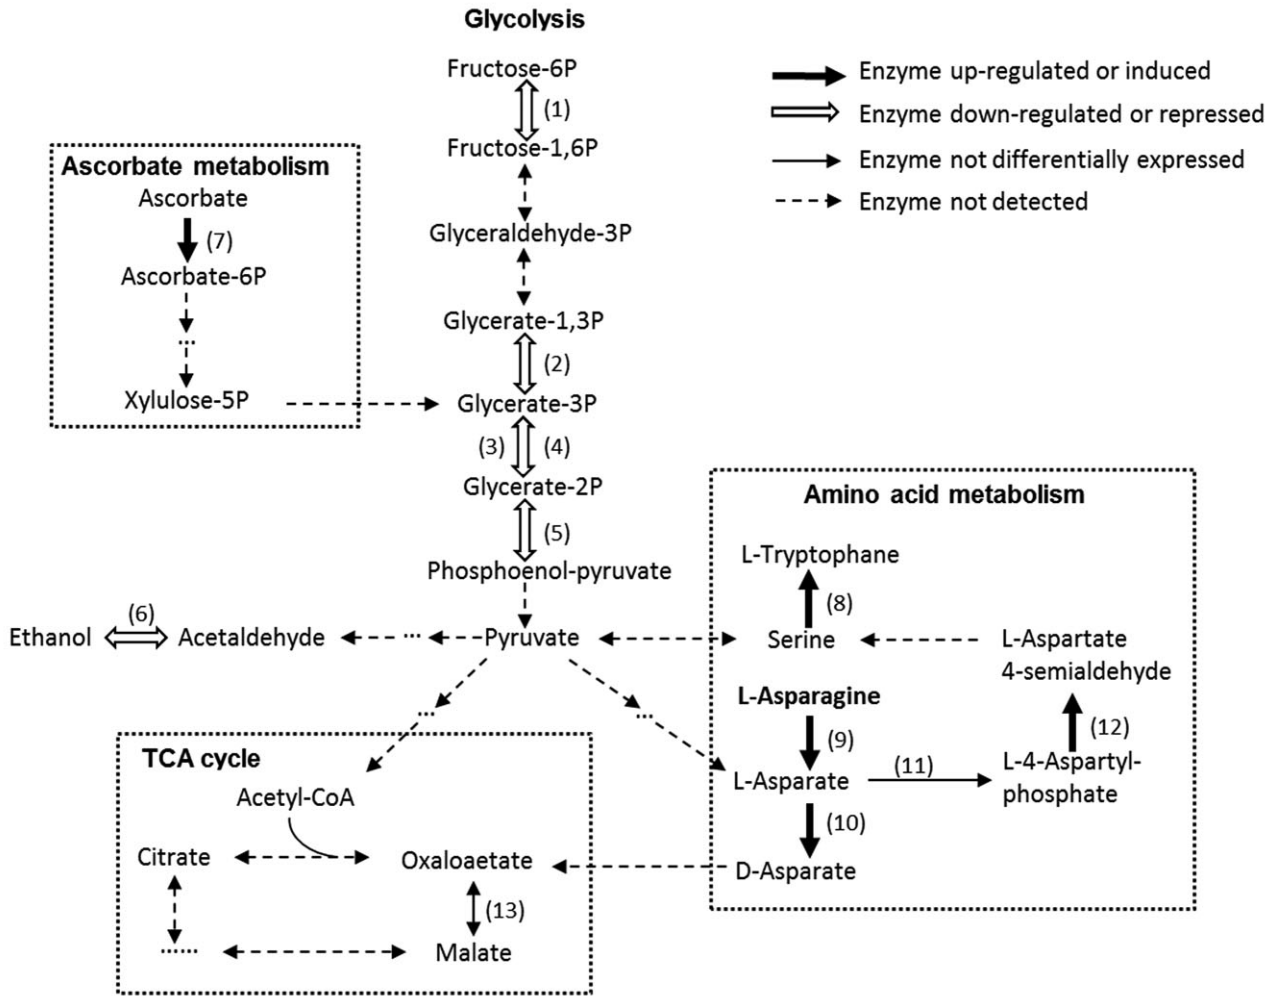 Glycolysis
Fructose-6P
(1)
Fructose-1,6P
Glyceraldehyde-3P
Glycerate-1,3P
(2)
Glycerate-3P
(3)
(4)
Glycerate-2P
(5)
Phosphoenol-pyruvate
Pyruvate
Enzyme up-regulated or induced
Enzyme down-regulated or repressed
Enzyme not differentially expressed
Enzyme not detected
Ascorbate metabolism
Ascorbate
(7)
Ascorbate-6P
...
Xylulose-5P
Ethanol
(6)
Acetaldehyde
...
...
...
Amino acid metabolism
L-Tryptophane
(8)
Serine
L-Aspartate
4-semialdehyde
L-Asparagine
(9)
(12)
L-Asparate
(11)
L-4-Aspartyl-
phosphate
(10)
D-Asparate
TCA cycle
Acetyl-CoA
Citrate
Oxaloaetate
(13)
......
Malate